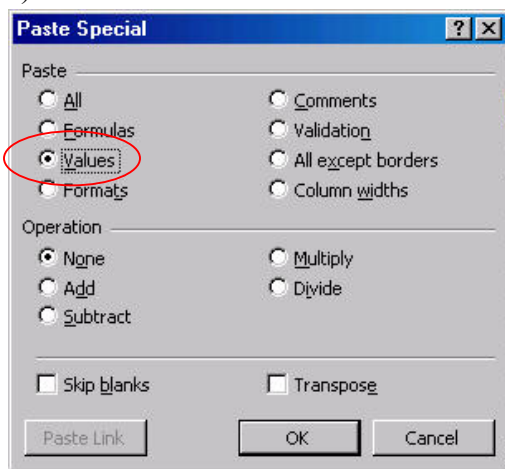 )
Paste Special ? ×
Paste
All Comments
Formulas Validation
Values All except borders
Formats Column widths
Operation
None Multiply
Add Divide
Subtract
Skip blanks Transpose
Paste Link OK Cancel